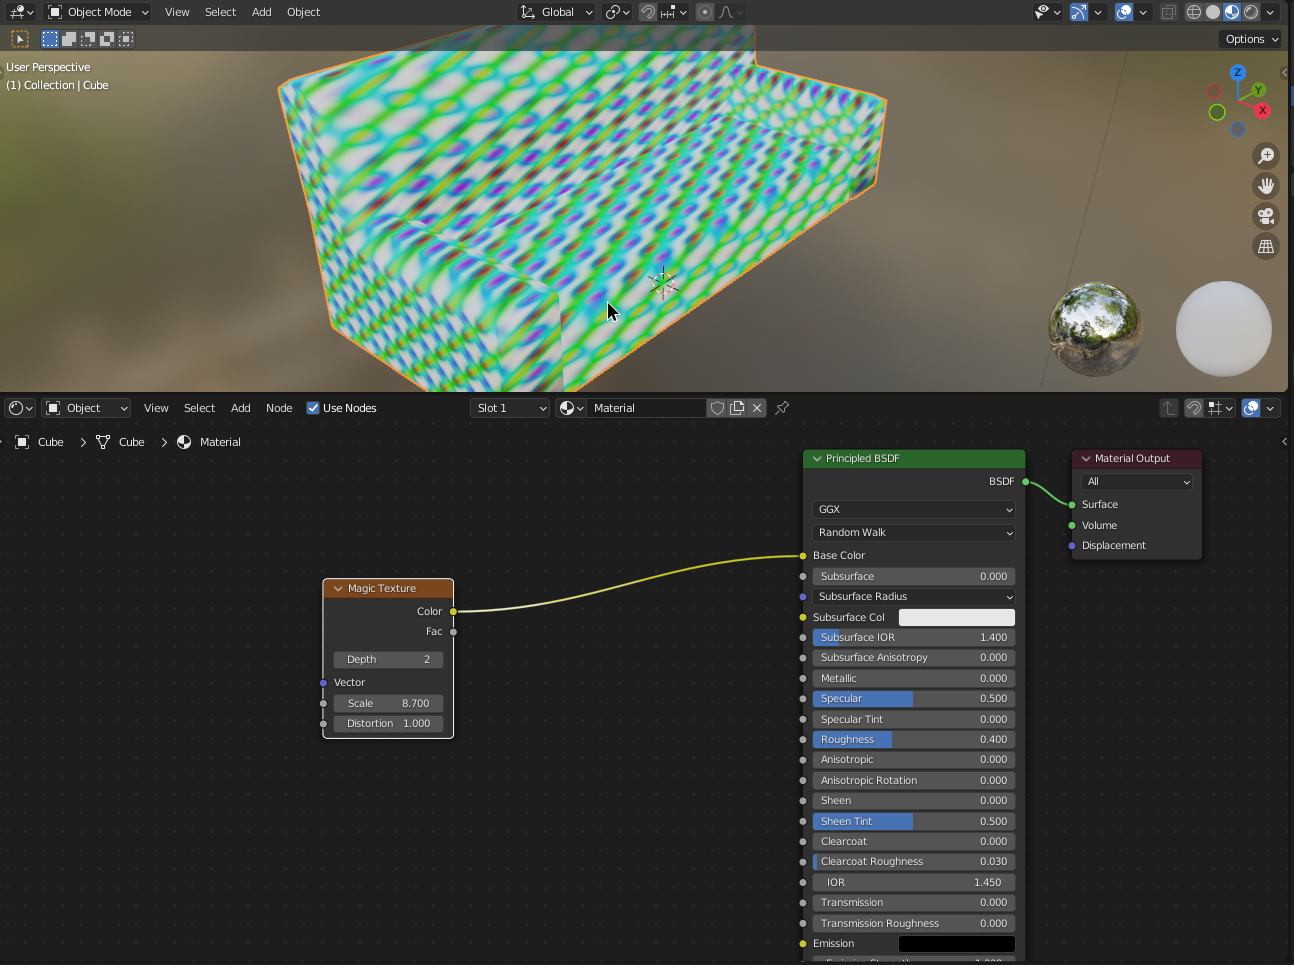 Object Mode View Select Add Object Global
Options
User Perspective
(1) Collection | Cube
Z
Y
X
Object View Select Add Node Object Use Nodes Slot 1 Material
Cube > Cube > Material
Principled BSDF
BSDF
GGX
Random Walk
Base Color
Subsurface 0.000
Subsurface Radius
Subsurface Col
Subsurface IOR 1.400
Subsurface Anisotropy 0.000
Metallic 0.000
Specular 0.500
Specular Tint 0.000
Roughness 0.400
Anisotropic 0.000
Anisotropic Rotation 0.000
Sheen 0.000
Sheen Tint 0.500
Clearcoat 0.000
Clearcoat Roughness 0.030
IOR 1.450
Transmission 0.000
Transmission Roughness 0.000
Emission
Material Output
All
Surface
Volume
Displacement
Magic Texture
Color
Fac
Depth 2
Vector
Scale 8.700
Distortion 1.000